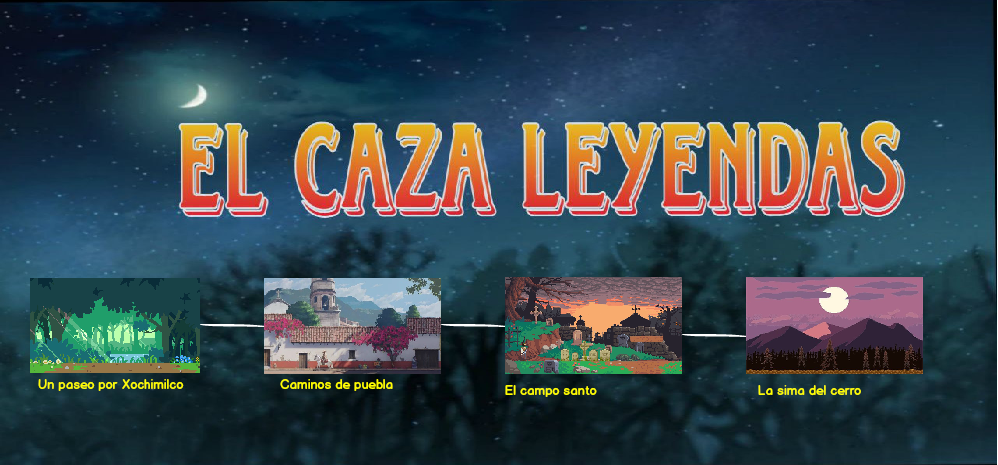 EL CAZA LEYENDAS
Un paseo por Xochimilco
Caminos de puebla
El campo santo
La sima del cerro